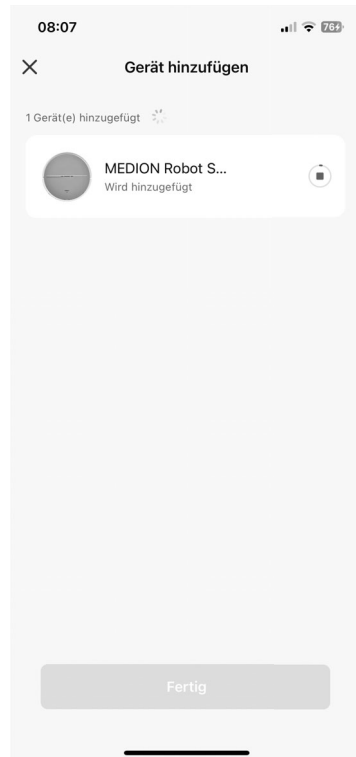 08:07
76
Gerät hinzufügen
1 Gerät(e) hinzugefügt
MEDION Robot S...
Wird hinzugefügt
Fertig